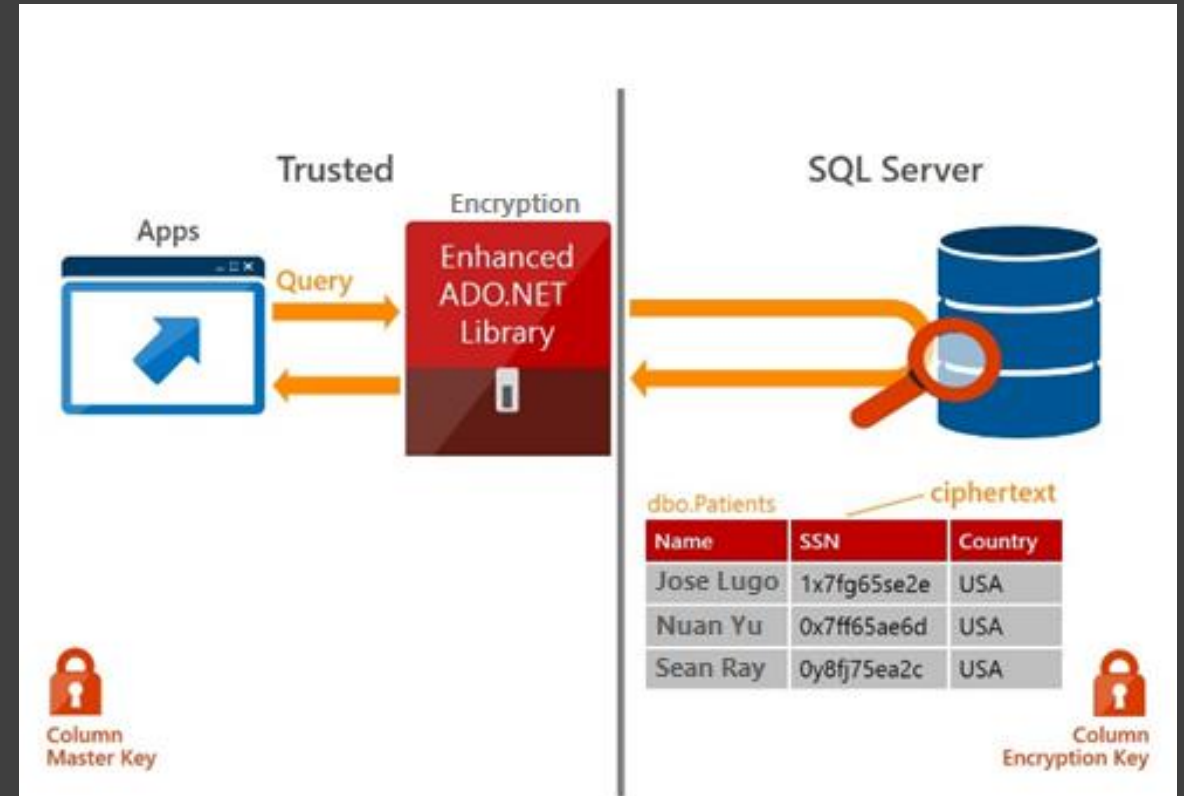 Trusted
SQL Server
Encryption
Apps
Query
Enhanced
ADO.NET
Library
dbo.Patients
ciphertext
Name SSN Country
Jose Lugo 1x7fg65se2e USA
Nuan Yu 0x7ff65ae6d USA
Sean Ray 0y8fj75ea2c USA
Column
Master Key
Column
Encryption Key